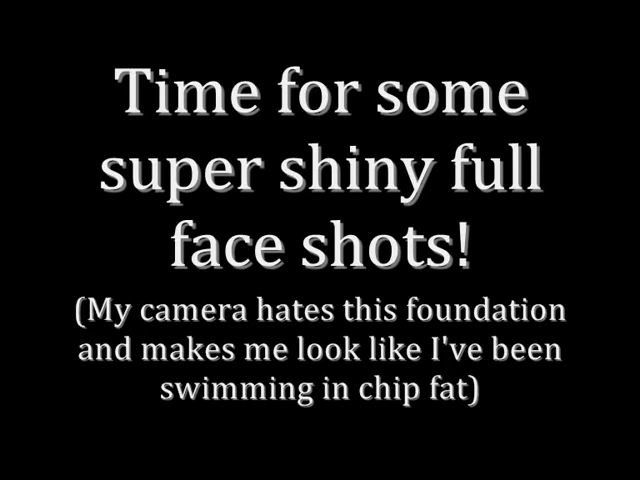 Time for some
super shiny full
face shots!
(My camera hates this foundation
and makes me look like I've been
swimming in chip fat)